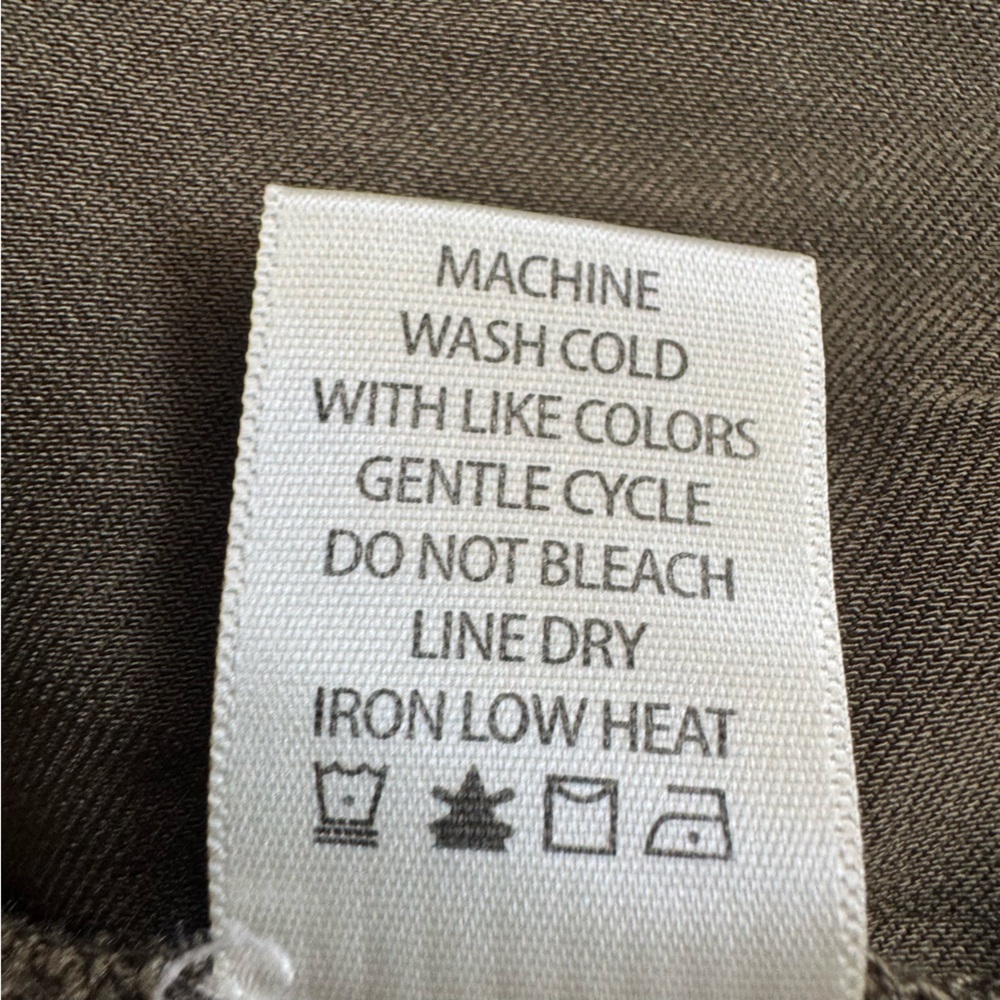 MACHINE
WASH COLD
WITH LIKE COLORS
GENTLE CYCLE
DO NOT BLEACH
LINE DRY
IRON LOW HEAT